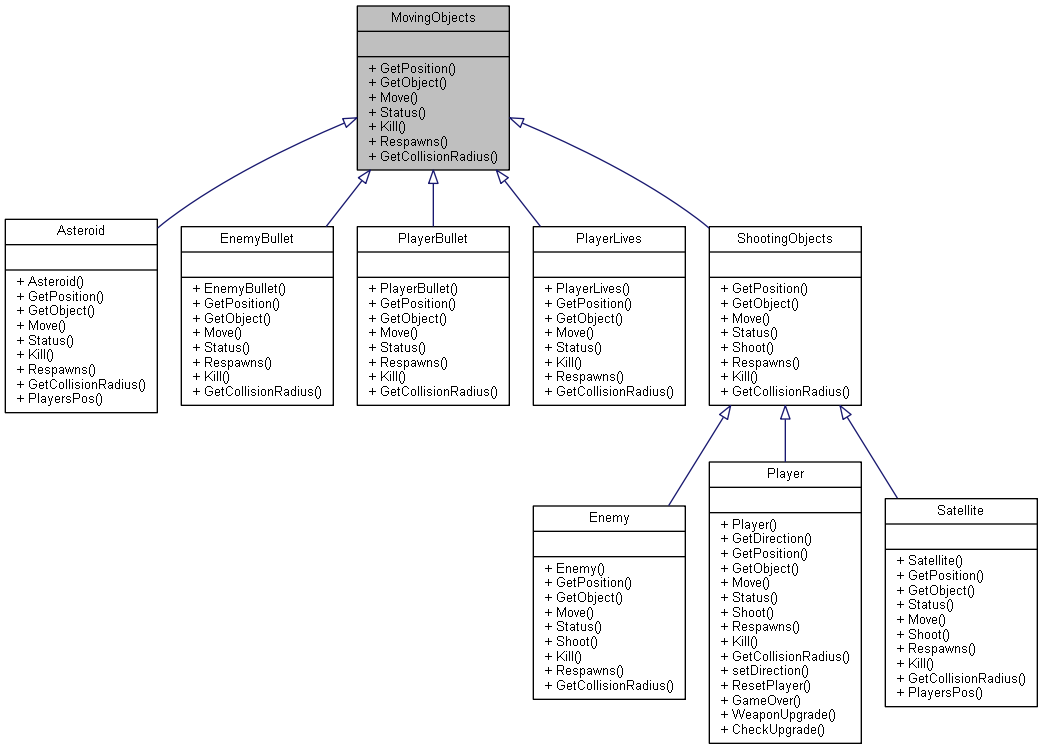 MovingObjects
+ GetPosition()
+ GetObject()
+ Move()
+ Status()
+ Kill()
+ Respawns()
+ GetCollisionRadius()
Asteroid
+ Asteroid()
+ GetPosition()
+ GetObject()
+ Move()
+ Status()
+ Kill()
+ Respawns()
+ GetCollisionRadius()
+ PlayersPos()
EnemyBullet
+ EnemyBullet()
+ GetPosition()
+ GetObject()
+ Move()
+ Status()
+ Respawns()
+ Kill()
+ GetCollisionRadius()
PlayerBullet
+ PlayerBullet()
+ GetPosition()
+ GetObject()
+ Move()
+ Status()
+ Respawns()
+ Kill()
+ GetCollisionRadius()
PlayerLives
+ PlayerLives()
+ GetPosition()
+ GetObject()
+ Move()
+ Status()
+ Kill()
+ Respawns()
+ GetCollisionRadius()
ShootingObjects
+ GetPosition()
+ GetObject()
+ Move()
+ Status()
+ Shoot()
+ Respawns()
+ Kill()
+ GetCollisionRadius()
Enemy
+ Enemy()
+ GetPosition()
+ GetObject()
+ Move()
+ Status()
+ Shoot()
+ Kill()
+ Respawns()
+ GetCollisionRadius()
Player
+ Player()
+ GetDirection()
+ GetPosition()
+ GetObject()
+ Move()
+ Status()
+ Shoot()
+ Respawns()
+ Kill()
+ GetCollisionRadius()
+ setDirection()
+ ResetPlayer()
+ GameOver()
+ WeaponUpgrade()
+ CheckUpgrade()
Satellite
+ Satellite()
+ GetPosition()
+ GetObject()
+ Status()
+ Move()
+ Shoot()
+ Respawns()
+ Kill()
+ GetCollisionRadius()
+ PlayersPos()